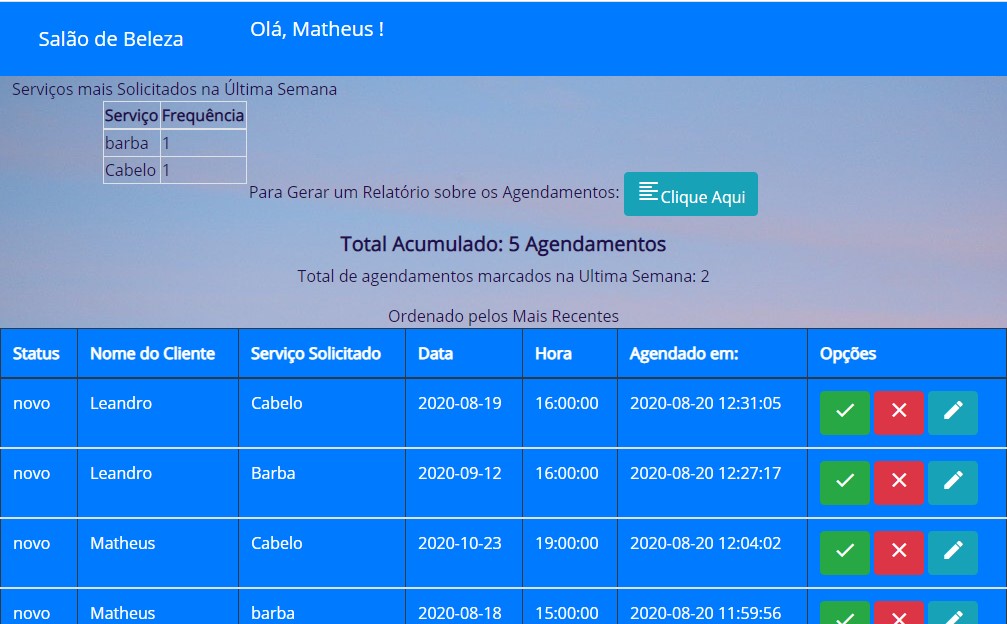 Salão de Beleza
Olá, Matheus !
Serviços mais Solicitados na Última Semana
Serviço Frequência
barba 1
Cabelo 1
Para Gerar um Relatório sobre os Agendamentos: Clique Aqui
Total Acumulado: 5 Agendamentos
Total de agendamentos marcados na Ultima Semana: 2
Ordenado pelos Mais Recentes
Status Nome do Cliente Serviço Solicitado Data Hora Agendado em: Opções
novo Leandro Cabelo 2020-08-19 16:00:00 2020-08-20 12:31:05
novo Leandro Barba 2020-09-12 16:00:00 2020-08-20 12:27:17
novo Matheus Cabelo 2020-10-23 19:00:00 2020-08-20 12:04:02
novo Matheus barba 2020-08-18 15:00:00 2020-08-20 11:59:56